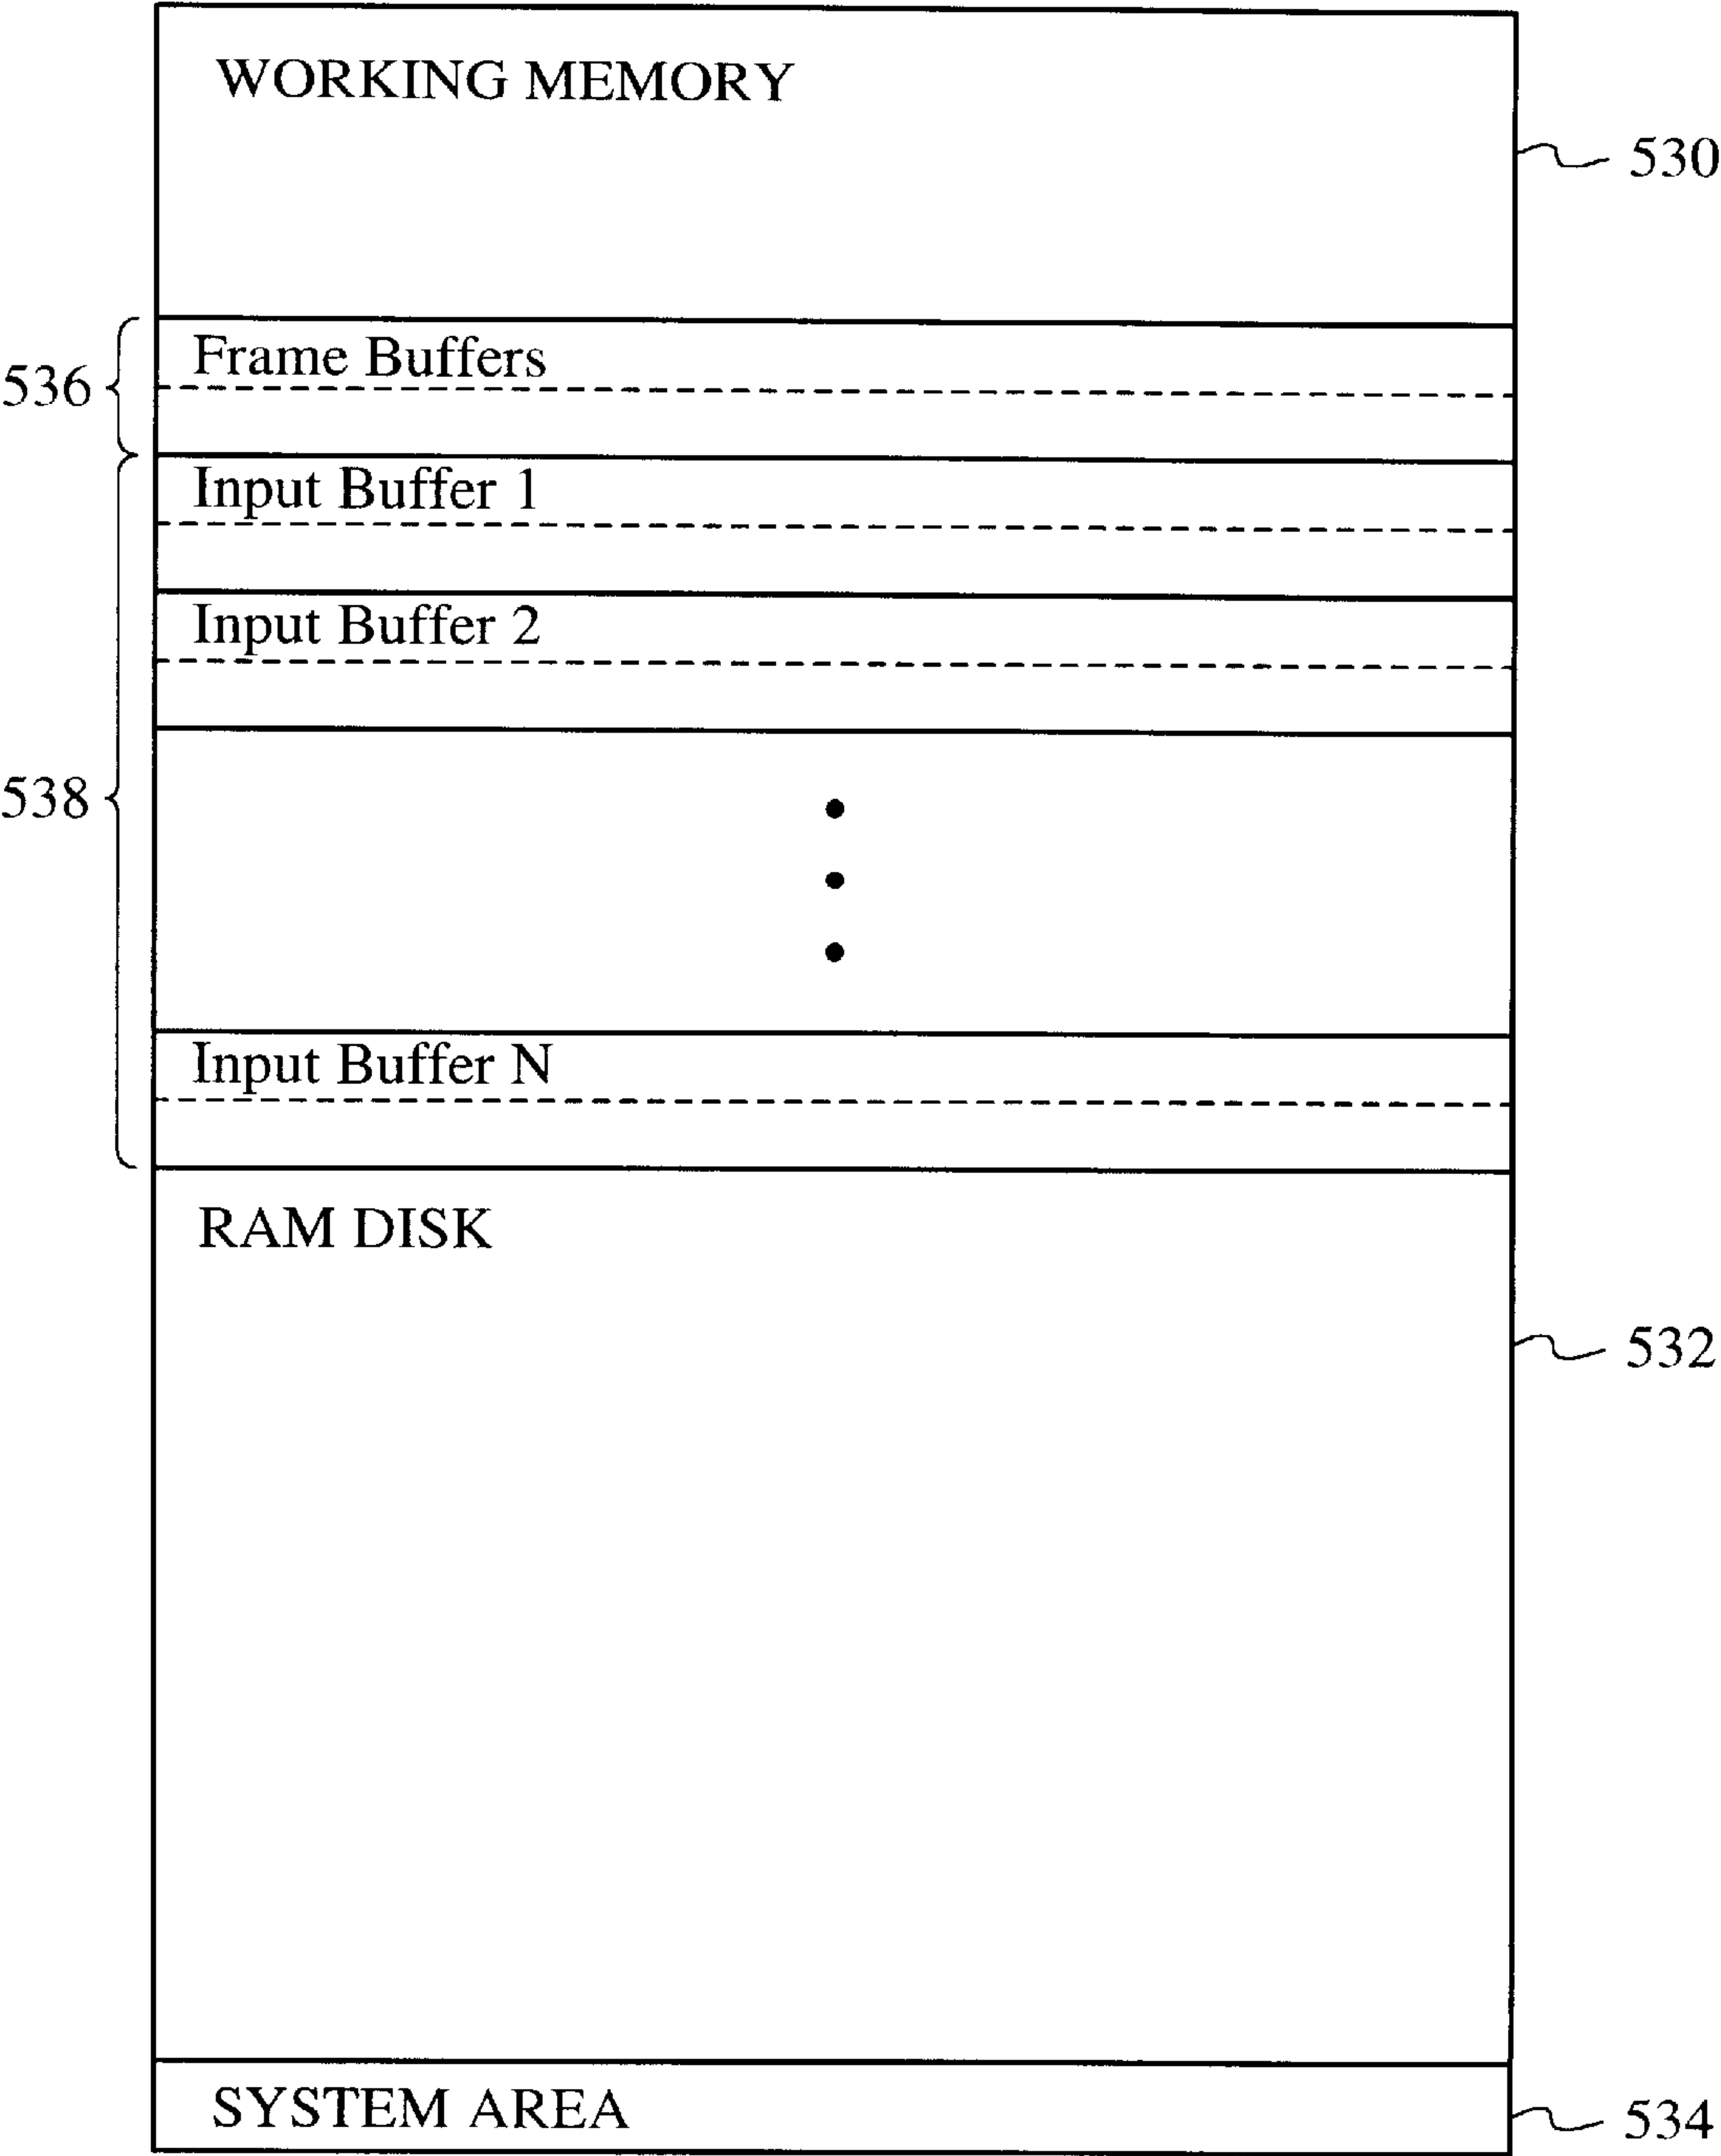 WORKING MEMORY
530
Frame Buffers
536
Input Buffer 1
Input Buffer 2
538
Input Buffer N
RAM DISK
532
SYSTEM AREA
534